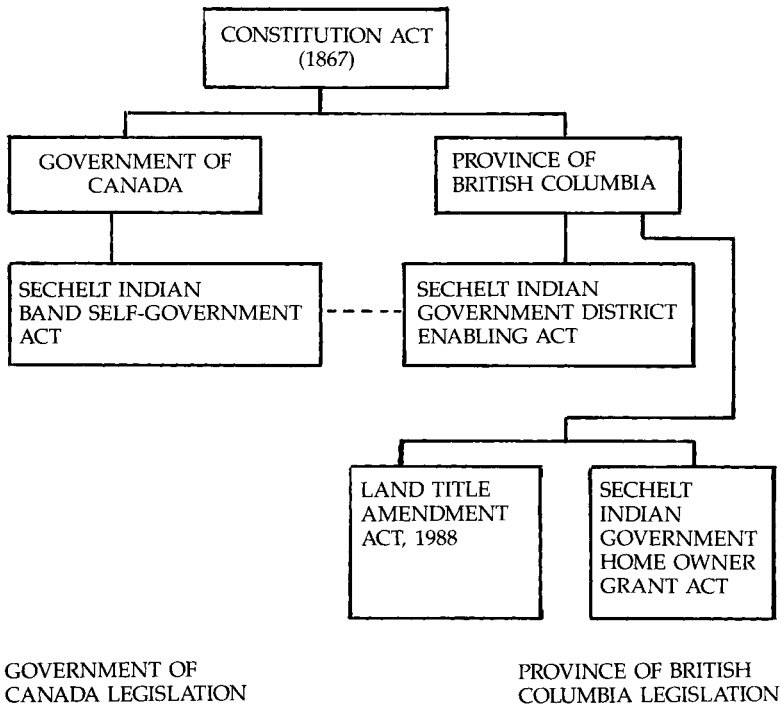 CONSTITUTION ACT
(1867)
GOVERNMENT OF
CANADA
PROVINCE OF
BRITISH COLUMBIA
SECHELT INDIAN
BAND SELF-GOVERNMENT
ACT
SECHELT INDIAN
GOVERNMENT DISTRICT
ENABLING ACT
LAND TITLE
AMENDMENT
ACT, 1988
SECHELT
INDIAN
GOVERNMENT
HOME OWNER
GRANT ACT
GOVERNMENT OF
CANADA LEGISLATION
PROVINCE OF BRITISH
COLUMBIA LEGISLATION